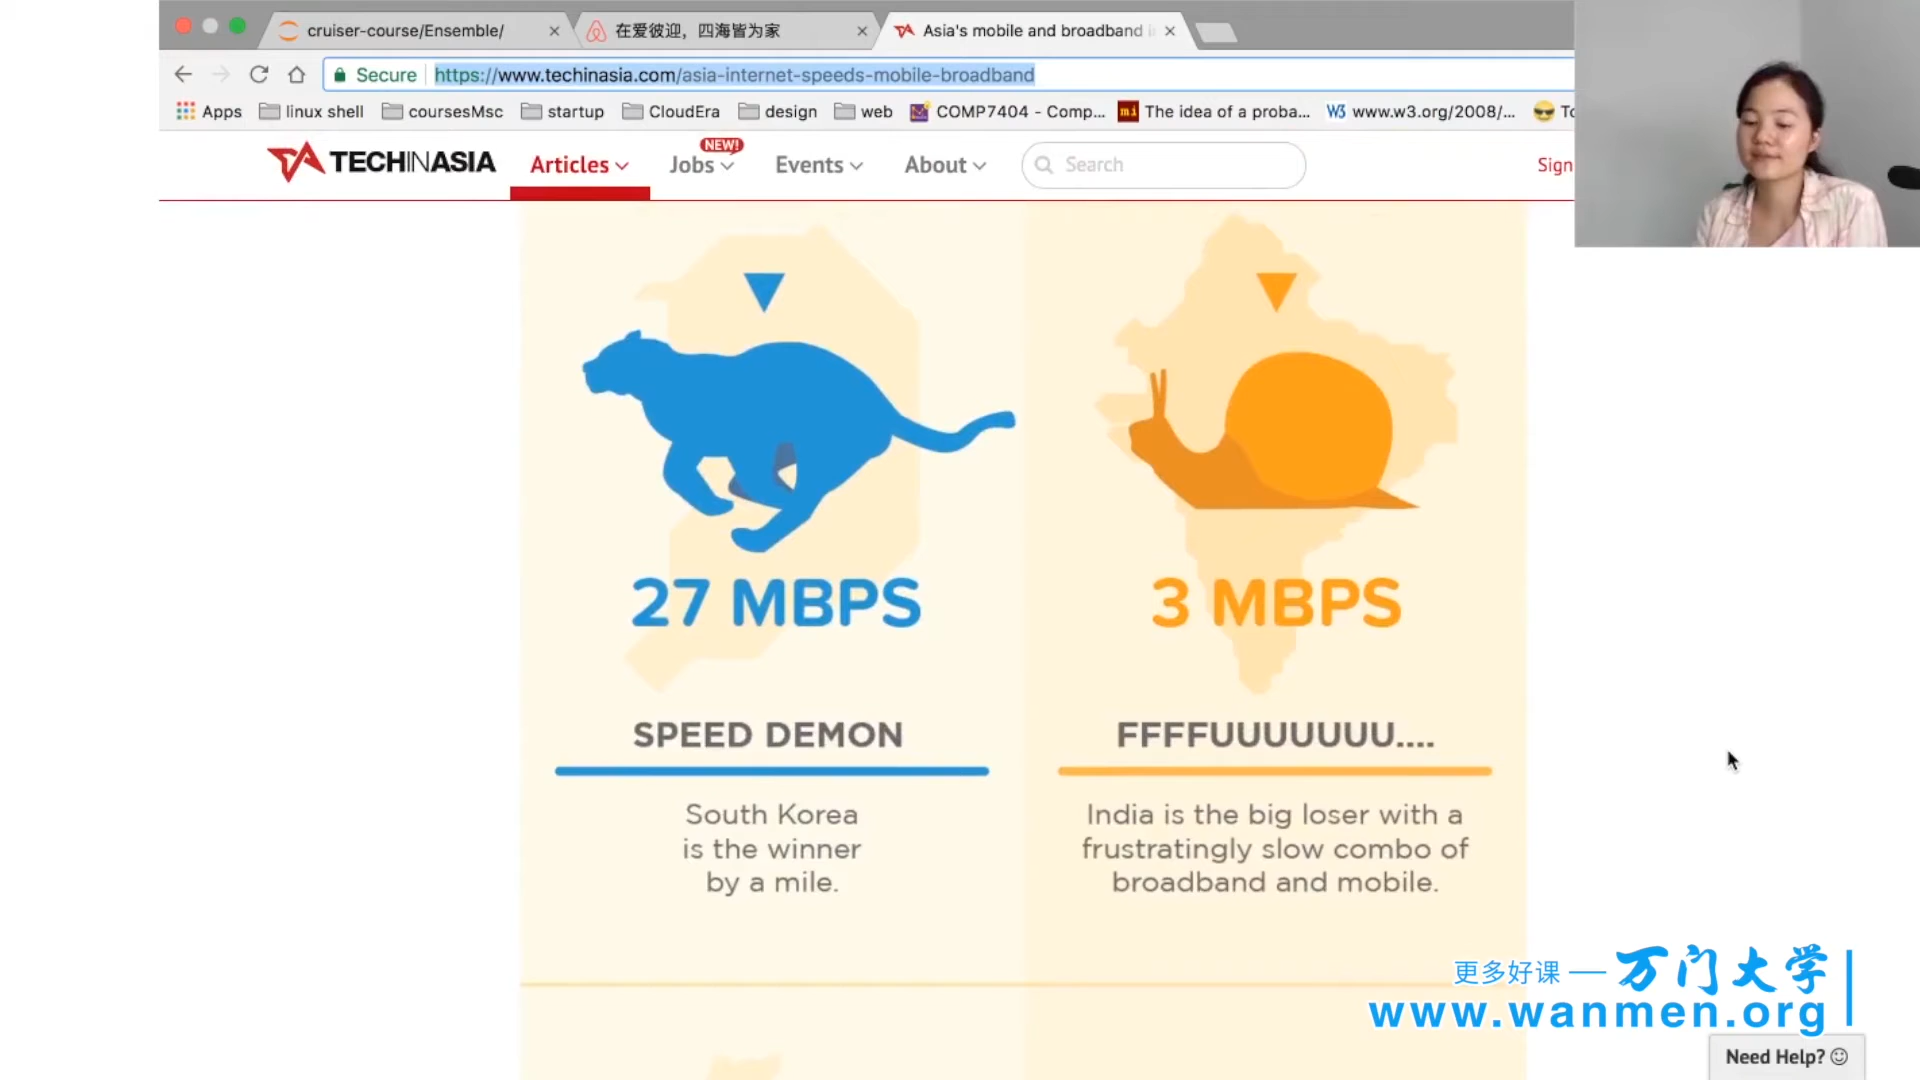 cruiser-course/Ensemble/
在爱彼迎，四海皆为家
Asia's mobile and broadband
Secure
https://www.techinasia.com/asia-internet-speeds-mobile-broadband
Apps
linux shell
coursesMsc
startup
CloudEra
design
web
COMP7404 - Comp...
mi
The idea of a proba...
W3
www.w3.org/2008/...
TECHINASIA
Articles
Jobs
NEW!
Events
About
Search
Sign
27 MBPS
3 MBPS
SPEED DEMON
FFFFUUUUUUU....
South Korea
is the winner
by a mile.
India is the big loser with a
frustratingly slow combo of
broadband and mobile.
更多好课 — 万门大学
www.wanmen.org
Need Help?